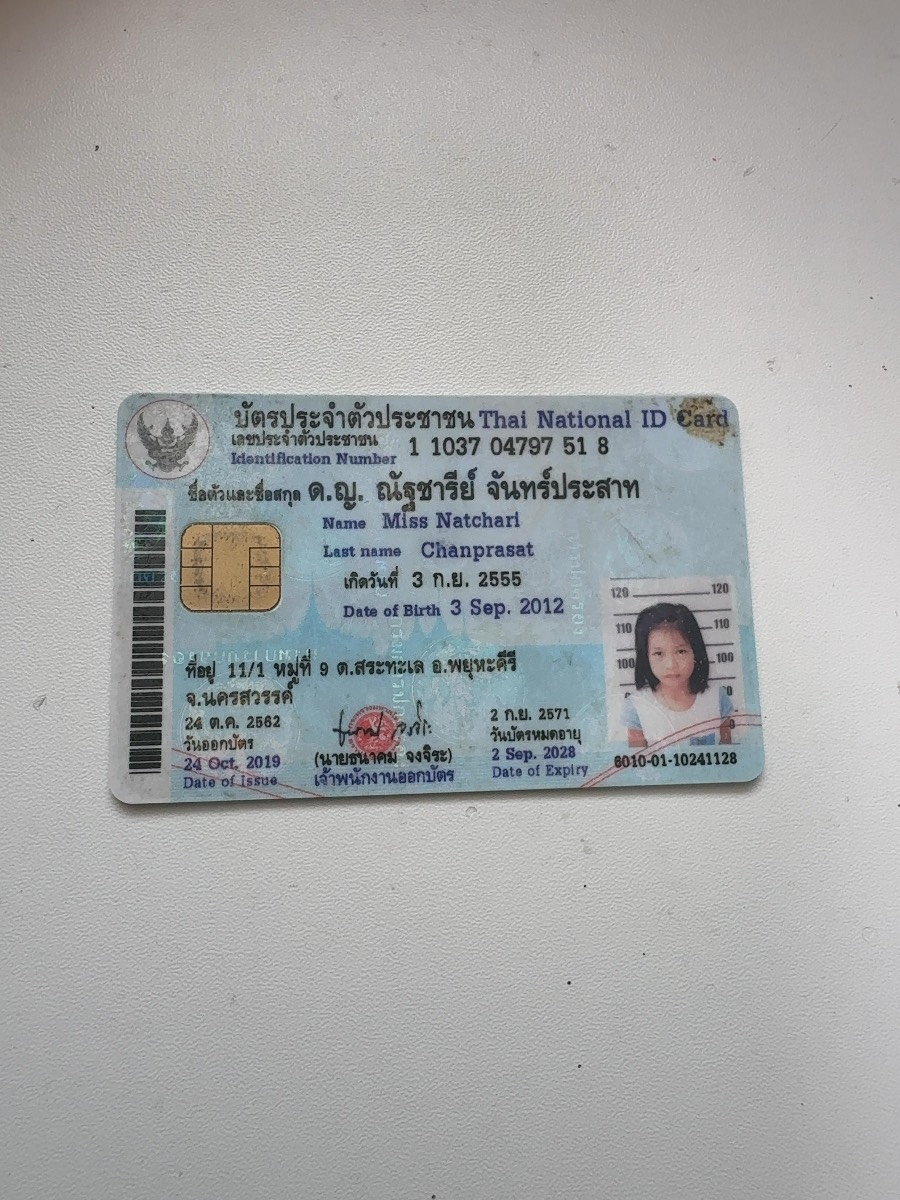 บัตรประจำตัวประชาชน Thai National ID Card
เลขประจำตัวประชาชน
Identification Number 1 1037 04797 51 8
ชื่อตัวและชื่อสกุล ด.ญ. ณัฐชารีย์ จันทร์ประสาท
Name Miss Natchari
Last name Chanprasat
เกิดวันที่ 3 ก.ย. 2555
Date of Birth 3 Sep. 2012
ที่อยู่ 11/1 หมู่ที่ 9 ต.สระทะเล อ.พยุหะคีรี
จ.นครสวรรค์
24 ต.ค. 2562
วันออกบัตร
24 Oct. 2019
Date of Issue
(นายธนาคม จงจิระ)
เจ้าพนักงานออกบัตร
2 ก.ย. 2571
วันบัตรหมดอายุ
2 Sep. 2028
Date of Expiry
120 120
110 110
100 100
6010-01-10241128